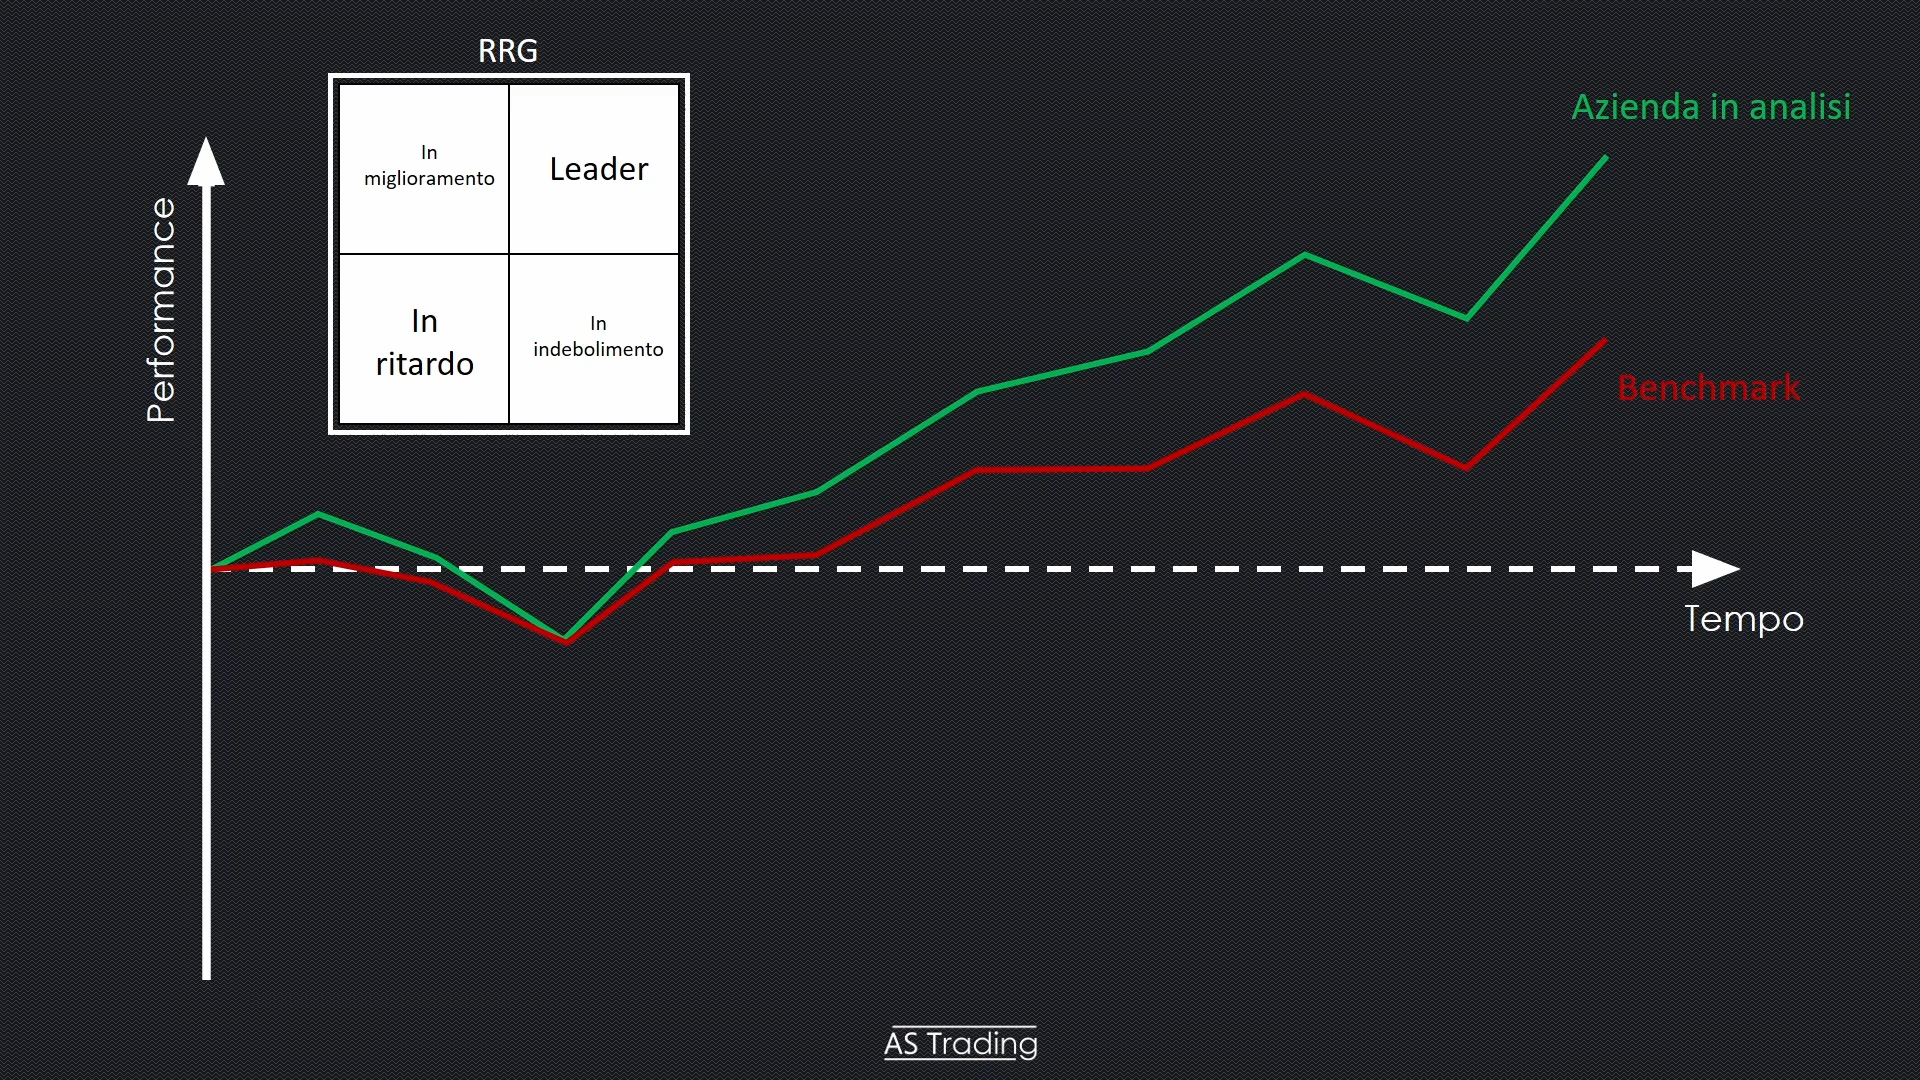 RRG
In
miglioramento
Leader
In
ritardo
In
indebolimento
Performance
Azienda in analisi
Benchmark
Tempo
AS Trading